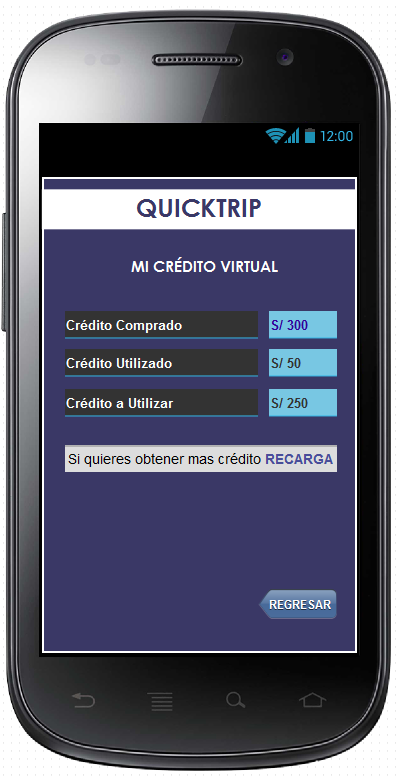 12:00
QUICKTRIP
MI CRÉDITO VIRTUAL
Crédito Comprado S/ 300
Crédito Utilizado S/ 50
Crédito a Utilizar S/ 250
Si quieres obtener mas crédito RECARGA
REGRESAR